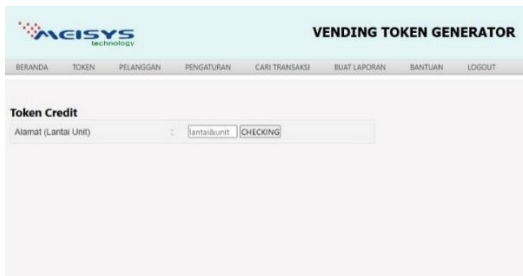 MEISYS
technology
VENDING TOKEN GENERATOR
BERANDA TOKEN PELANGGAN PENGATURAN CARI TRANSAKSI BUAT LAPORAN BANTUAN LOGOUT
Token Credit
Alamat (Lantai Unit) : lantai&unit CHECKING